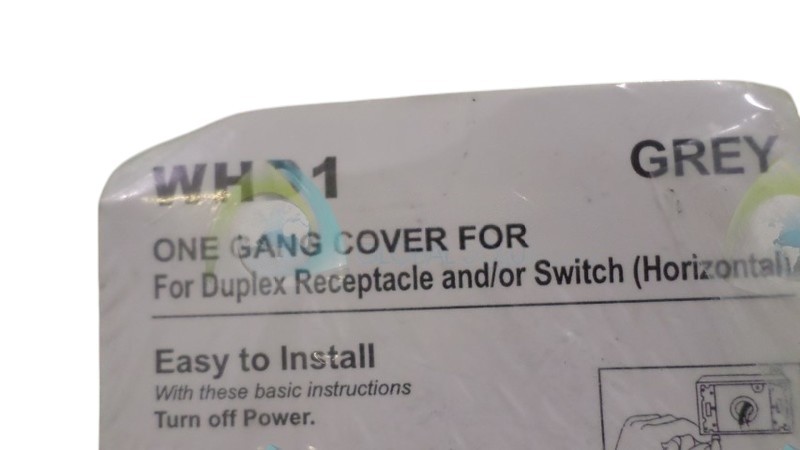 GREY
ONE GANG COVER FOR
For Duplex Receptacle and/or Switch (Horizontal)
Easy to Install
With these basic instructions
Turn off Power.